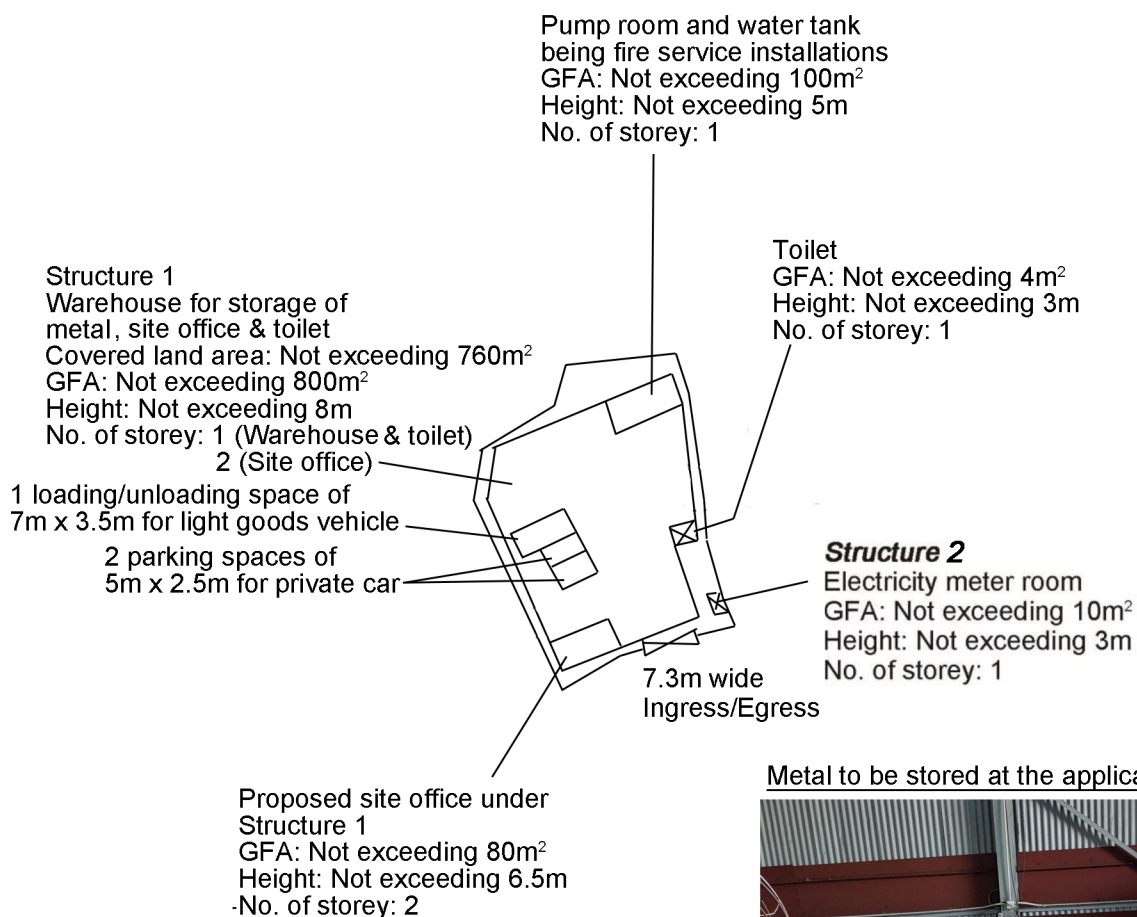 Pump room and water tank
being fire service installations
GFA: Not exceeding 100m²
Height: Not exceeding 5m
No. of storey: 1
Toilet
GFA: Not exceeding 4m²
Height: Not exceeding 3m
No. of storey: 1
Structure 1
Warehouse for storage of
metal, site office & toilet
Covered land area: Not exceeding 760m²
GFA: Not exceeding 800m²
Height: Not exceeding 8m
No. of storey: 1 (Warehouse & toilet)
2 (Site office)
1 loading/unloading space of
7m x 3.5m for light goods vehicle
2 parking spaces of
5m x 2.5m for private car
Structure 2
Electricity meter room
GFA: Not exceeding 10m²
Height: Not exceeding 3m
No. of storey: 1
7.3m wide
Ingress/Egress
Proposed site office under
Structure 1
GFA: Not exceeding 80m²
Height: Not exceeding 6.5m
-No. of storey: 2
Metal to be stored at the applica